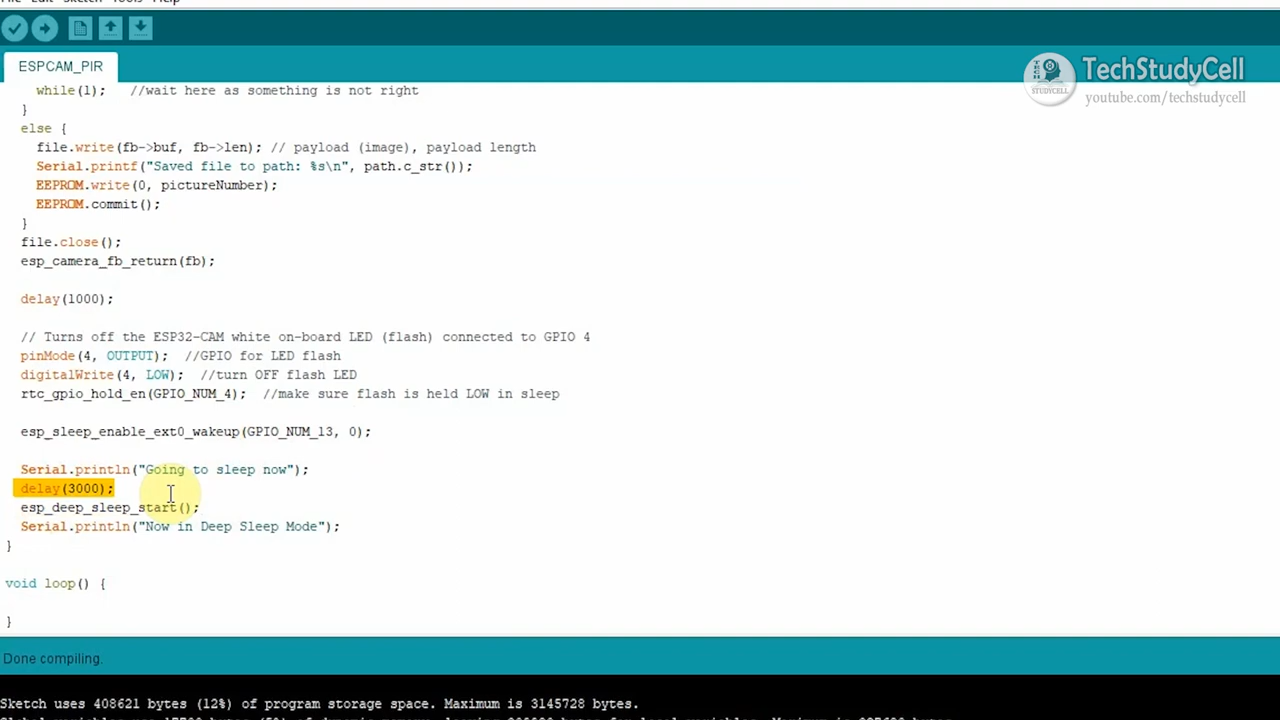 File Edit Sketch Tools Help
ESPCAM_PIR
TechStudyCell
STUDYCELL
youtube.com/techstudycell
while(1);   //wait here as something is not right
}
else {
file.write(fb->buf, fb->len); // payload (image), payload length
Serial.printf("Saved file to path: %s\n", path.c_str());
EEPROM.write(0, pictureNumber);
EEPROM.commit();
}
file.close();
esp_camera_fb_return(fb);
delay(1000);
// Turns off the ESP32-CAM white on-board LED (flash) connected to GPIO 4
pinMode(4, OUTPUT);  //GPIO for LED flash
digitalWrite(4, LOW);  //turn OFF flash LED
rtc_gpio_hold_en(GPIO_NUM_4);  //make sure flash is held LOW in sleep
esp_sleep_enable_ext0_wakeup(GPIO_NUM_13, 0);
Serial.println("Going to sleep now");
delay(3000);
esp_deep_sleep_start();
Serial.println("Now in Deep Sleep Mode");
}
void loop() {
}
Done compiling.
Sketch uses 408621 bytes (12%) of program storage space. Maximum is 3145728 bytes.